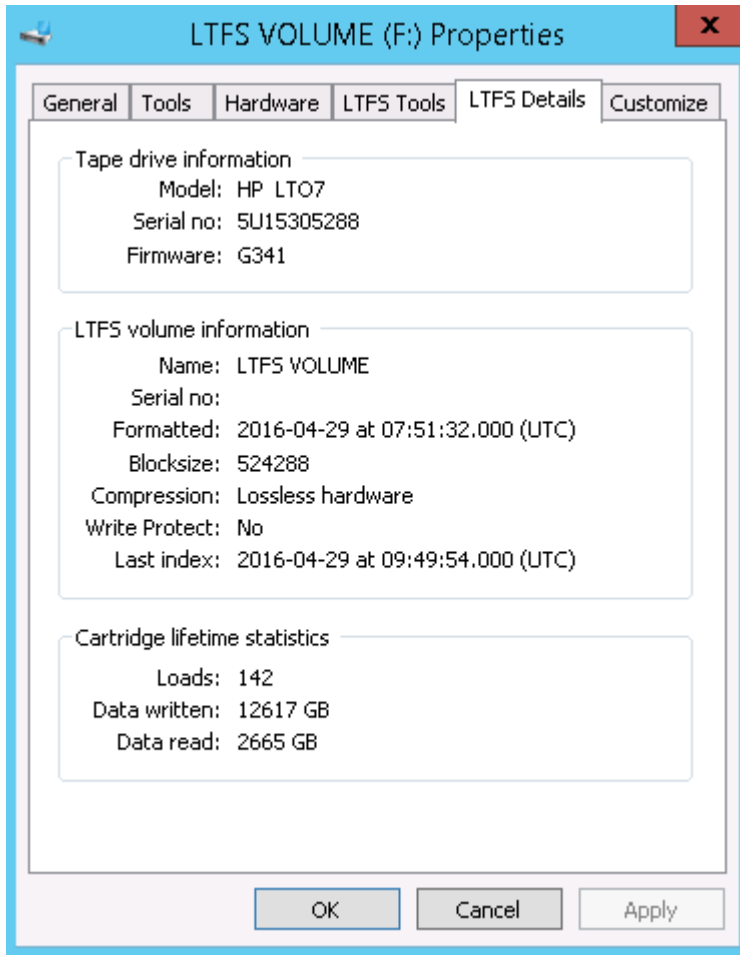 LTFS VOLUME (F:) Properties
x
General Tools Hardware LTFS Tools LTFS Details Customize
Tape drive information
Model: HP LTO7
Serial no: 5U15305288
Firmware: G341
LTFS volume information
Name: LTFS VOLUME
Serial no:
Formatted: 2016-04-29 at 07:51:32.000 (UTC)
Blocksize: 524288
Compression: Lossless hardware
Write Protect: No
Last index: 2016-04-29 at 09:49:54.000 (UTC)
Cartridge lifetime statistics
Loads: 142
Data written: 12617 GB
Data read: 2665 GB
OK Cancel Apply